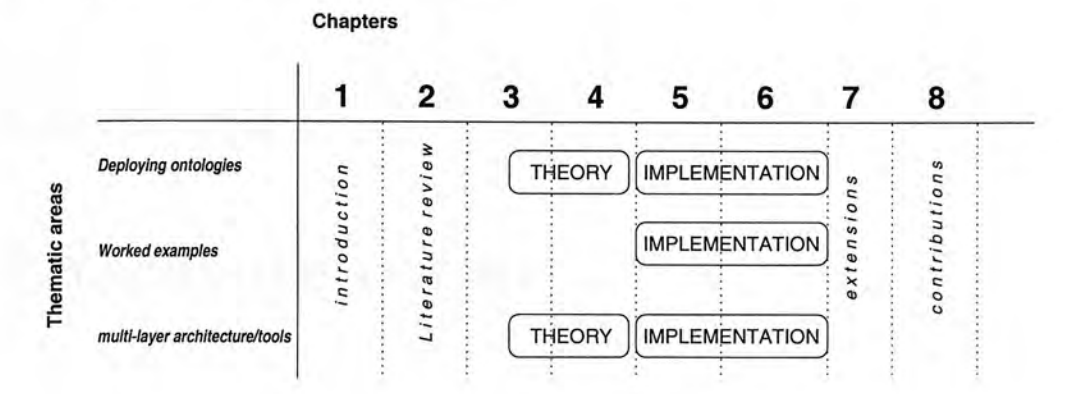 Chapters
1 2 3 4 5 6 7 8
Thematic areas
Deploying ontologies
THEORY
IMPLEMENTATION
Worked examples
IMPLEMENTATION
multi-layer architecture/tools
THEORY
IMPLEMENTATION
introduction
Literature review
extensions
contributions